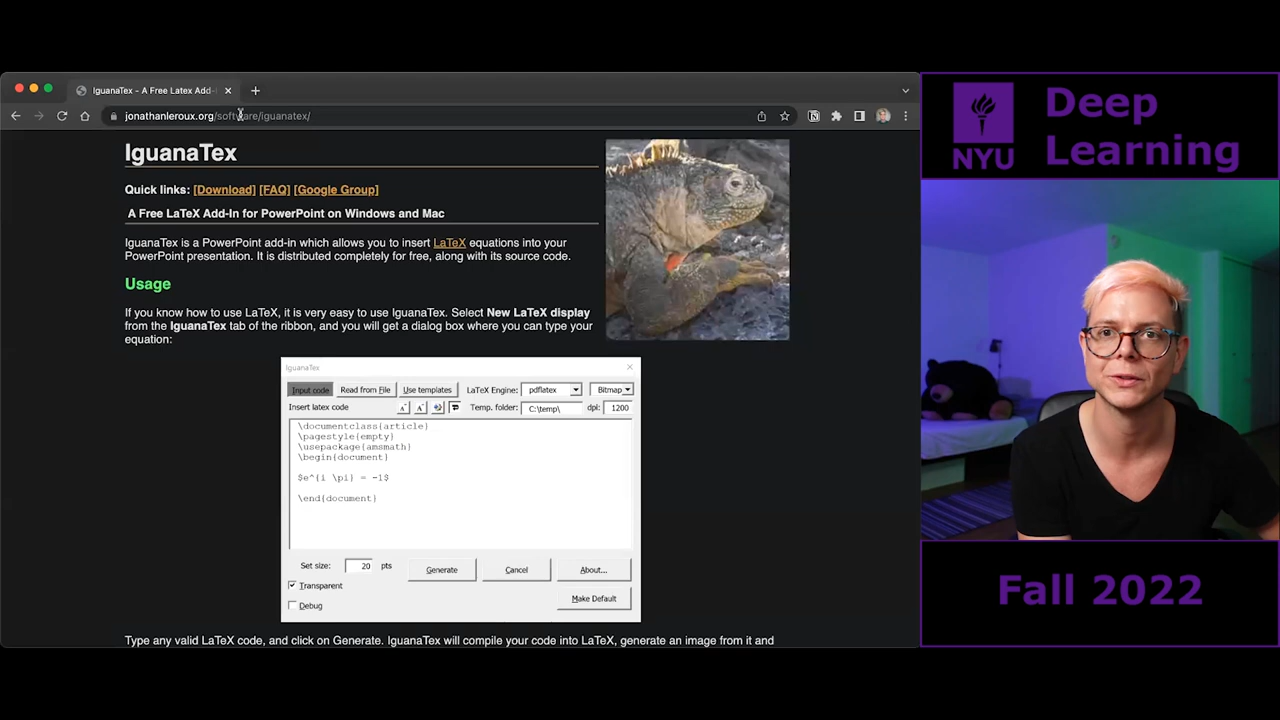 IguanaTex - A Free Latex Add-
jonathanleroux.org/software/iguanatex/
IguanaTex
Quick links: [Download] [FAQ] [Google Group]
A Free LaTeX Add-In for PowerPoint on Windows and Mac
IguanaTex is a PowerPoint add-in which allows you to insert LaTeX equations into your
PowerPoint presentation. It is distributed completely for free, along with its source code.
Usage
If you know how to use LaTeX, it is very easy to use IguanaTex. Select New LaTeX display
from the IguanaTex tab of the ribbon, and you will get a dialog box where you can type your
equation:
IguanaTex
Input code Read from File Use templates LaTeX Engine: pdflatex Bitmap
Insert latex code Temp. folder: C:\temp\ dpi: 1200
\documentclass{article}
\pagestyle{empty}
\usepackage{amsmath}
\begin{document}
$e^{i \pi} = -1$
\end{document}
Set size: 20 pts Generate Cancel About...
Transparent
Make Default
Debug
Type any valid LaTeX code, and click on Generate. IguanaTex will compile your code into LaTeX, generate an image from it and
NYU
Deep
Learning
Fall 2022